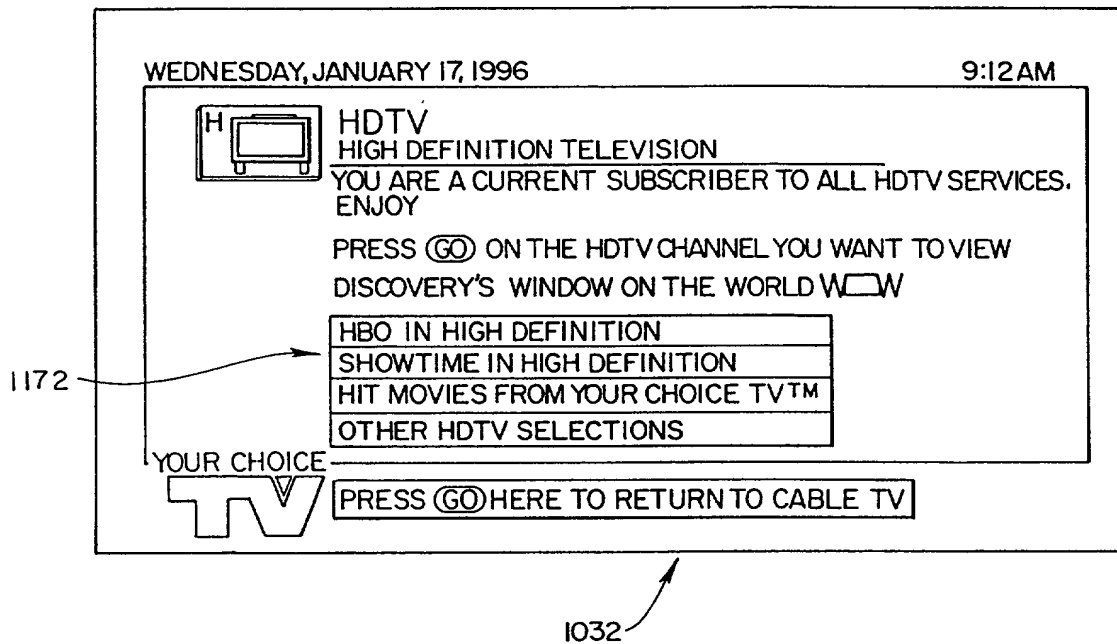 WEDNESDAY, JANUARY 17, 1996 9:12 AM
H
HDTV
HIGH DEFINITION TELEVISION
YOU ARE A CURRENT SUBSCRIBER TO ALL HDTV SERVICES.
ENJOY
PRESS GO ON THE HDTV CHANNEL YOU WANT TO VIEW
DISCOVERY'S WINDOW ON THE WORLD WOW
HBO IN HIGH DEFINITION
SHOWTIME IN HIGH DEFINITION
HIT MOVIES FROM YOUR CHOICE TV™
OTHER HDTV SELECTIONS
1172
YOUR CHOICE
TV
PRESS GO HERE TO RETURN TO CABLE TV
1032